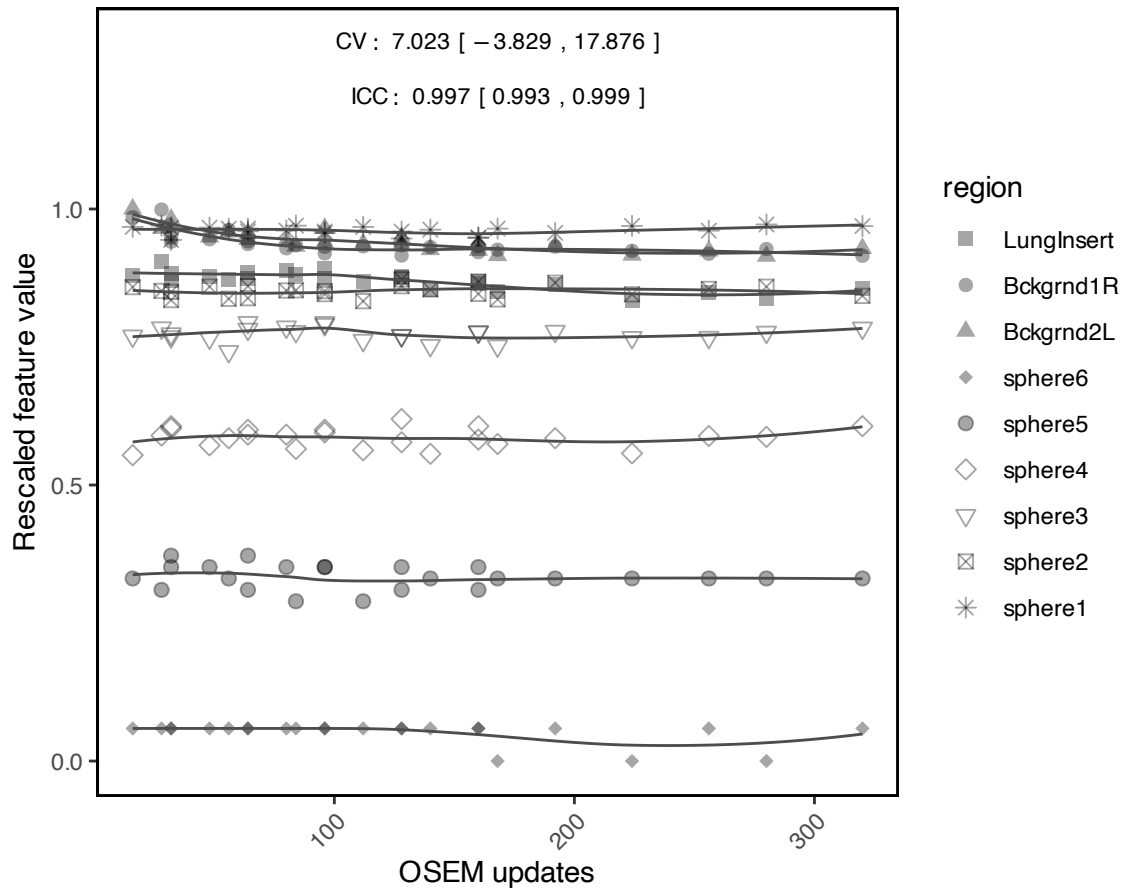 CV : 7.023 [ −3.829 , 17.876 ]
ICC : 0.997 [ 0.993 , 0.999 ]
1.0
0.5
0.0
Rescaled feature value
100
200
300
OSEM updates
region
LungInsert
Bckgrnd1R
Bckgrnd2L
sphere6
sphere5
sphere4
sphere3
sphere2
sphere1